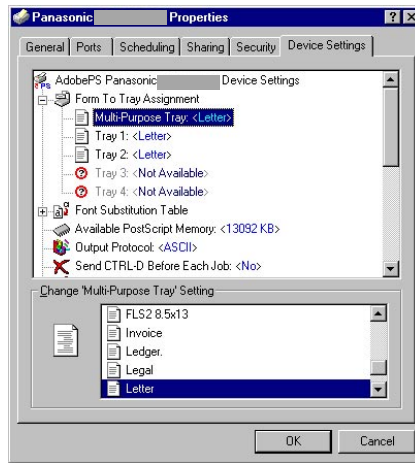 Panasonic Properties
General Ports Scheduling Sharing Security Device Settings
AdobePS Panasonic Device Settings
Form To Tray Assignment
Multi-Purpose Tray: <Letter>
Tray 1: <Letter>
Tray 2: <Letter>
Tray 3: <Not Available>
Tray 4: <Not Available>
Font Substitution Table
Available PostScript Memory: <13092 KB>
Output Protocol: <ASCII>
Send CTRL-D Before Each Job: <No>
Change 'Multi-Purpose Tray' Setting
FLS2 8.5x13
Invoice
Ledger.
Legal
Letter
OK Cancel